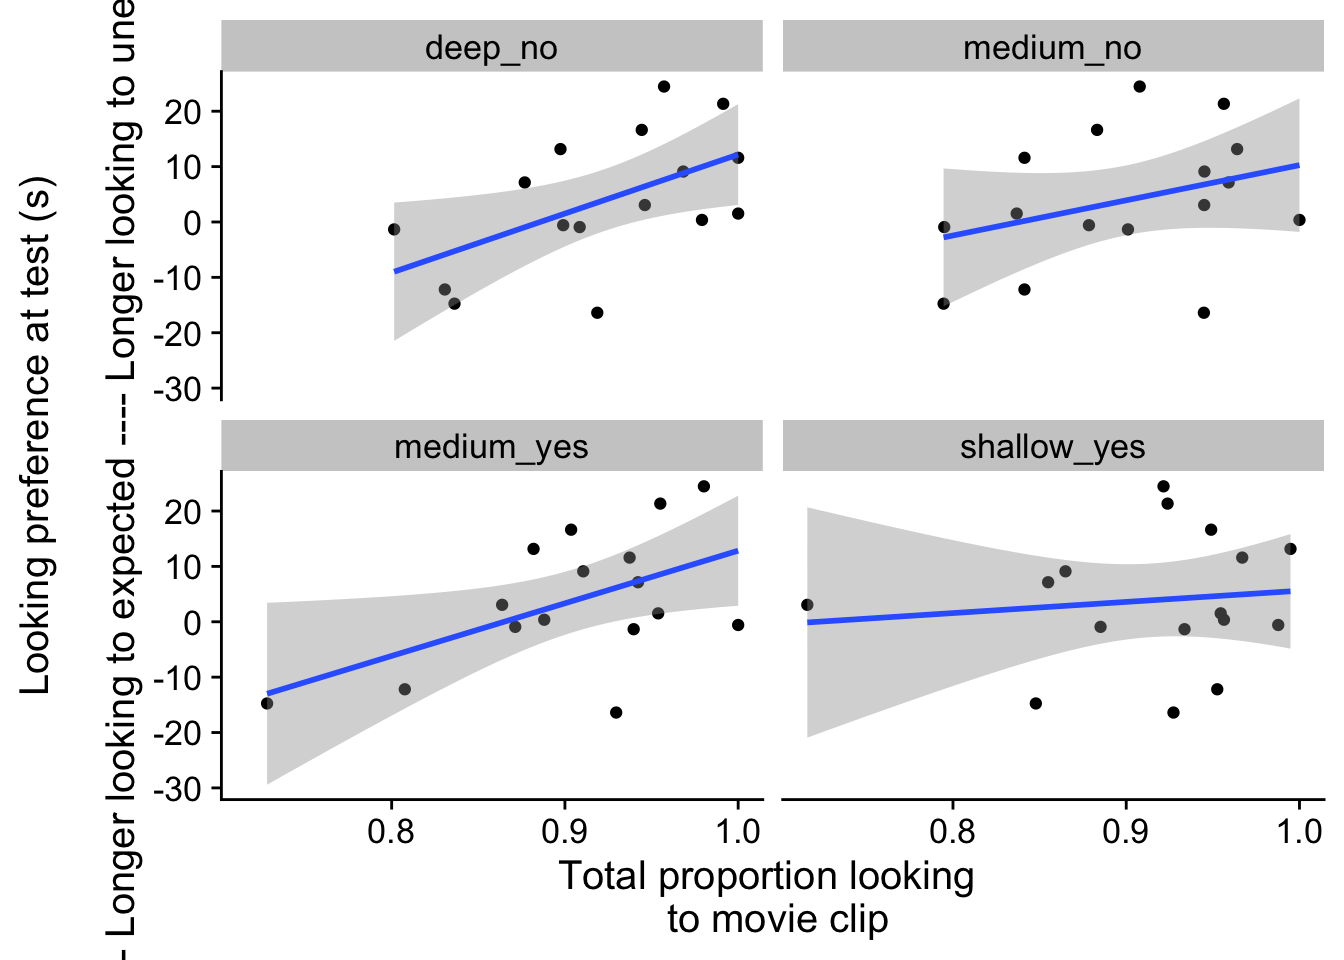 Looking preference at test (s)
-- Longer looking to expected ---- Longer looking to une
deep_no
medium_no
20
10
0
-10
-20
-30
medium_yes
shallow_yes
20
10
0
-10
-20
-30
0.8
0.9
1.0
0.8
0.9
1.0
Total proportion looking
to movie clip